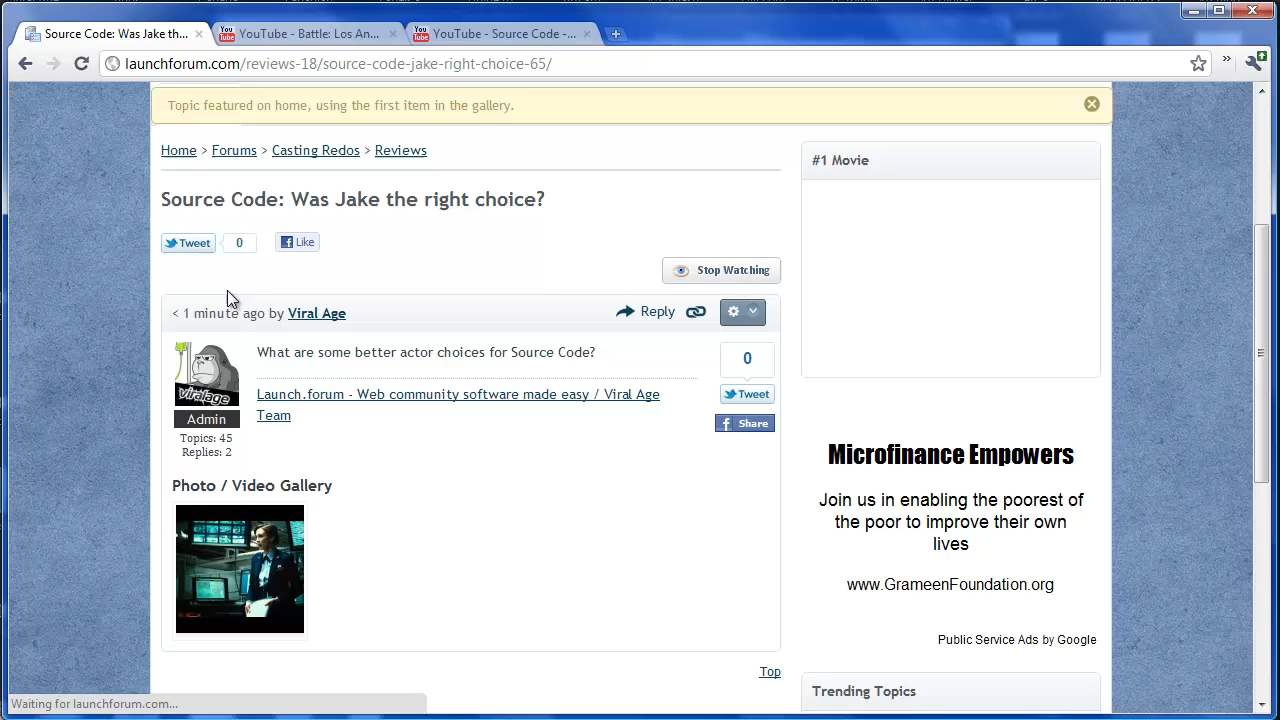 Source Code: Was Jake th...
YouTube - Battle: Los An...
YouTube - Source Code -...
launchforum.com/reviews-18/source-code-jake-right-choice-65/
Topic featured on home, using the first item in the gallery.
Home > Forums > Casting Redos > Reviews
#1 Movie
Source Code: Was Jake the right choice?
Tweet 0 Like
Stop Watching
< 1 minute ago by Viral Age
Reply
What are some better actor choices for Source Code?
0
Launch.forum - Web community software made easy / Viral Age
Team
Tweet
Share
viralage
Admin
Topics: 45
Replies: 2
Photo / Video Gallery
Microfinance Empowers
Join us in enabling the poorest of
the poor to improve their own
lives
www.GrameenFoundation.org
Public Service Ads by Google
Top
Trending Topics
Waiting for launchforum.com...